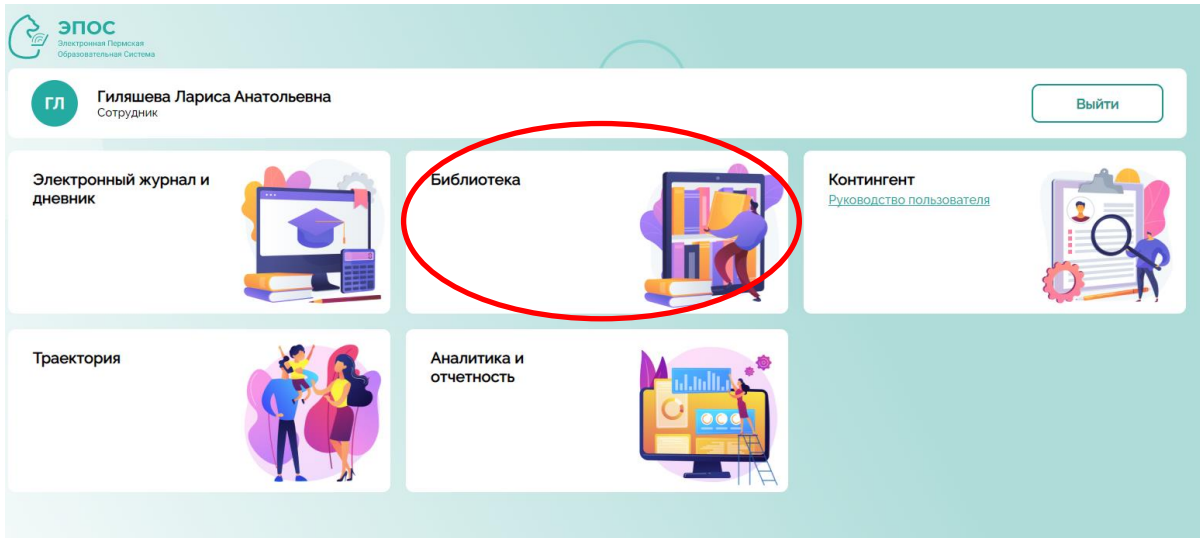 ЭПОС
Электронная Пермская
Образовательная Система
ГЛ
Гиляшева Лариса Анатольевна
Сотрудник
Выйти
Электронный журнал и
дневник
Библиотека
Контингент
Руководство пользователя
Траектория
Аналитика и
отчетность